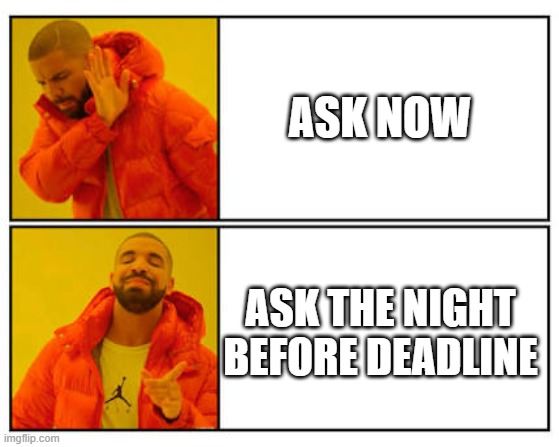 ASK NOW
ASK THE NIGHT
BEFORE DEADLINE
imgflip.com